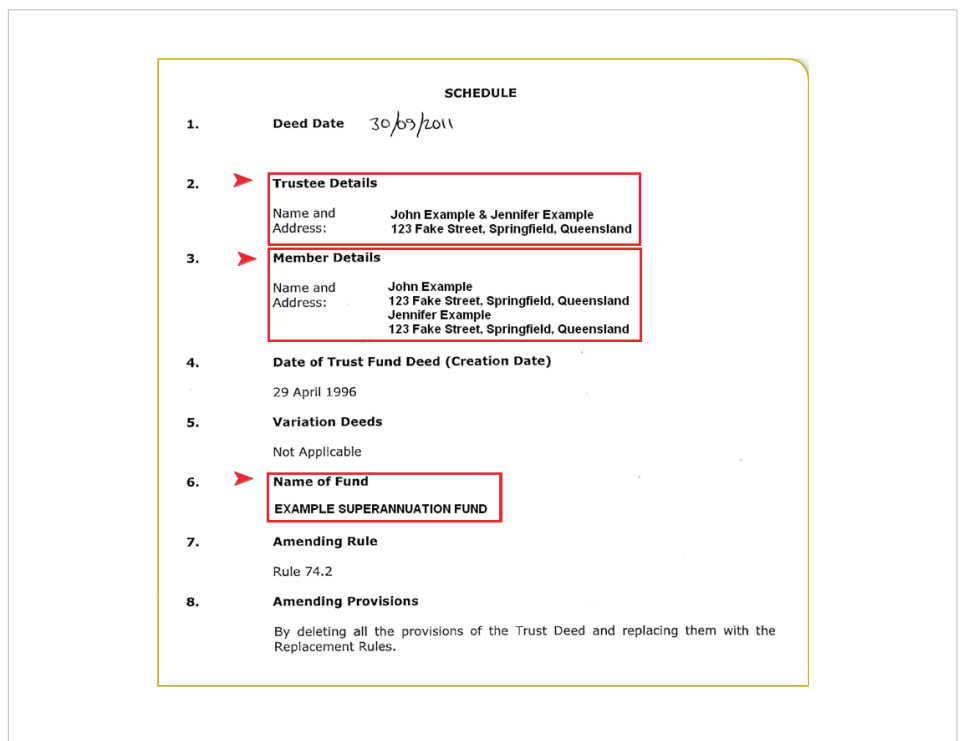 SCHEDULE
1. Deed Date 30/09/2011
2. Trustee Details
Name and John Example & Jennifer Example
Address: 123 Fake Street, Springfield, Queensland
3. Member Details
Name and John Example
Address: 123 Fake Street, Springfield, Queensland
Jennifer Example
123 Fake Street, Springfield, Queensland
4. Date of Trust Fund Deed (Creation Date)
29 April 1996
5. Variation Deeds
Not Applicable
6. Name of Fund
EXAMPLE SUPERANNUATION FUND
7. Amending Rule
Rule 74.2
8. Amending Provisions
By deleting all the provisions of the Trust Deed and replacing them with the
Replacement Rules.